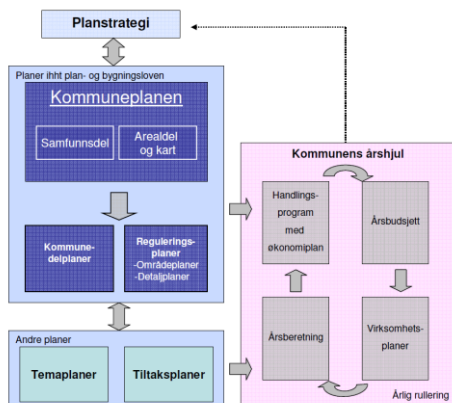 Planstrategi
Planer ihht plan- og bygningsloven
Kommuneplanen
Samfunnsdel
Arealdel
og kart
Kommune-
delplaner
Regulerings-
planer
-Områdeplaner
-Detaljplaner
Andre planer
Temaplaner
Tiltaksplaner
Kommunens årshjul
Handlings-
program
med
økonomiplan
Årsbudsjett
Årsberetning
Virksomhets-
planer
Årlig rullering